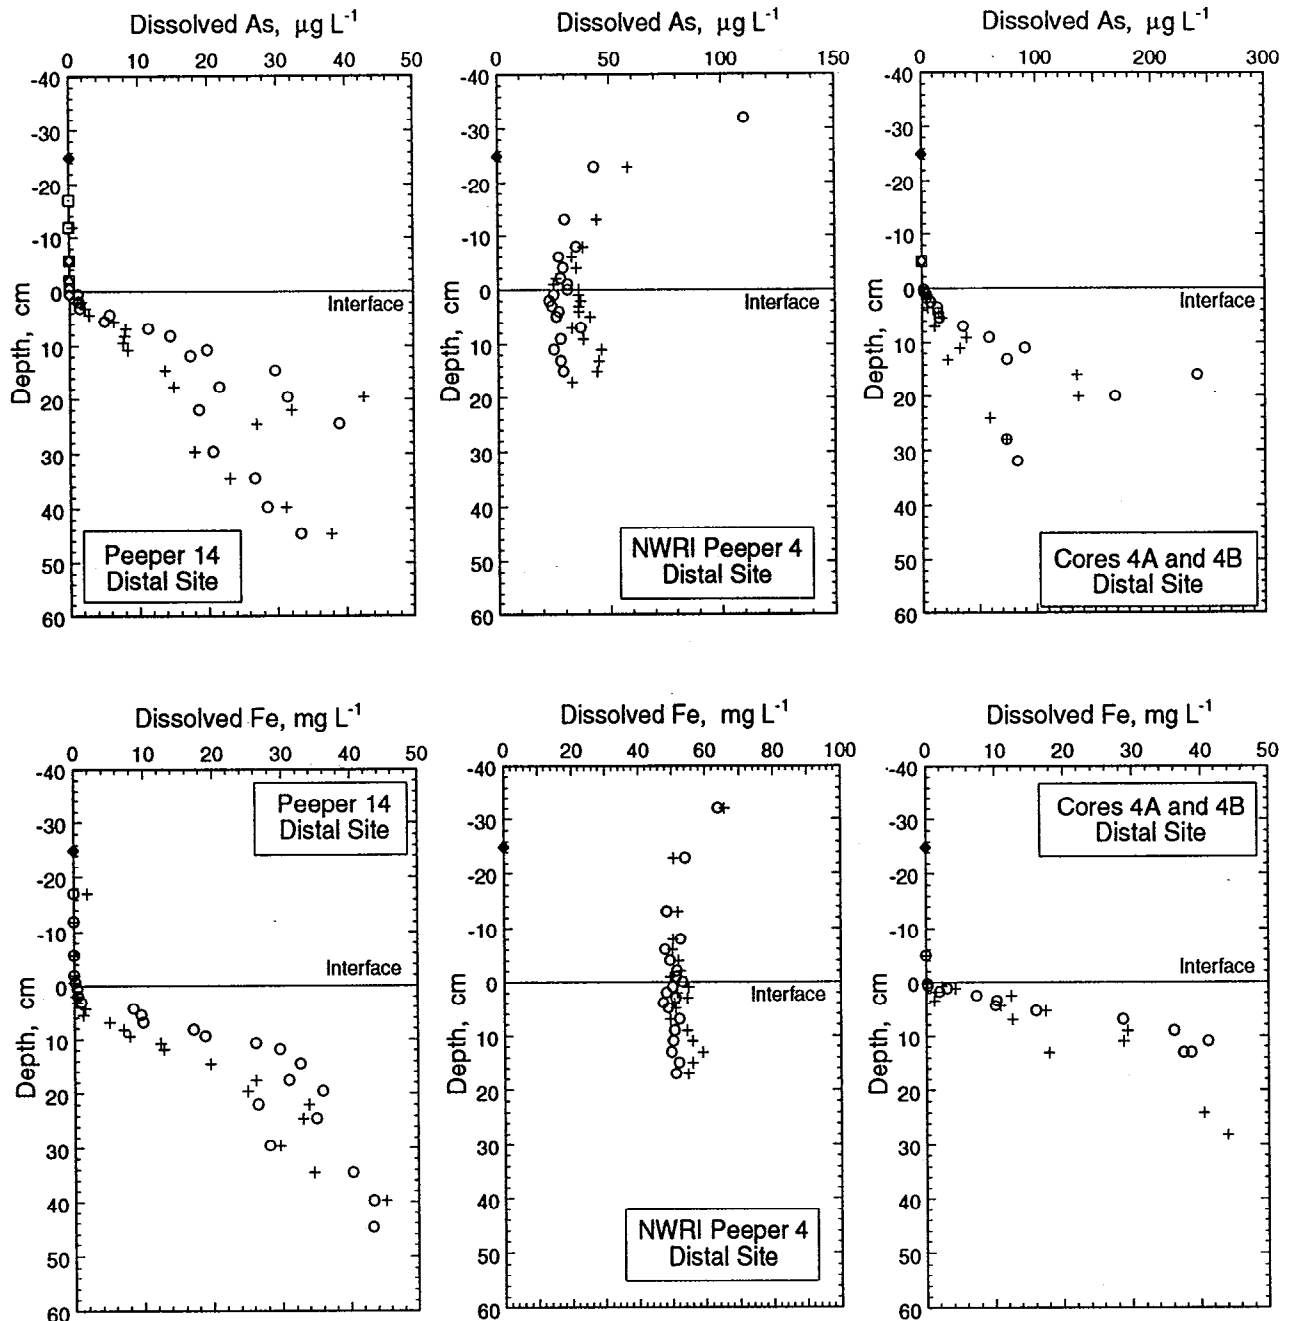 Dissolved As, μg L-1
0 10 20 30 40 50
-40
-30
-20
-10
0
10
20
30
40
50
60
Depth, cm
Interface
Peeper 14
Distal Site
Dissolved As, μg L-1
0 50 100 150
-40
-30
-20
-10
0
10
20
30
40
50
60
Depth, cm
Interface
NWRI Peeper 4
Distal Site
Dissolved As, μg L-1
0 100 200 300
-40
-30
-20
-10
0
10
20
30
40
50
60
Depth, cm
Interface
Cores 4A and 4B
Distal Site
Dissolved Fe, mg L-1
0 10 20 30 40 50
-40
-30
-20
-10
0
10
20
30
40
50
60
Depth, cm
Peeper 14
Distal Site
Interface
Dissolved Fe, mg L-1
0 20 40 60 80 100
-40
-30
-20
-10
0
10
20
30
40
50
60
Depth, cm
Interface
NWRI Peeper 4
Distal Site
Dissolved Fe, mg L-1
0 10 20 30 40 50
-40
-30
-20
-10
0
10
20
30
40
50
60
Depth, cm
Cores 4A and 4B
Distal Site
Interface